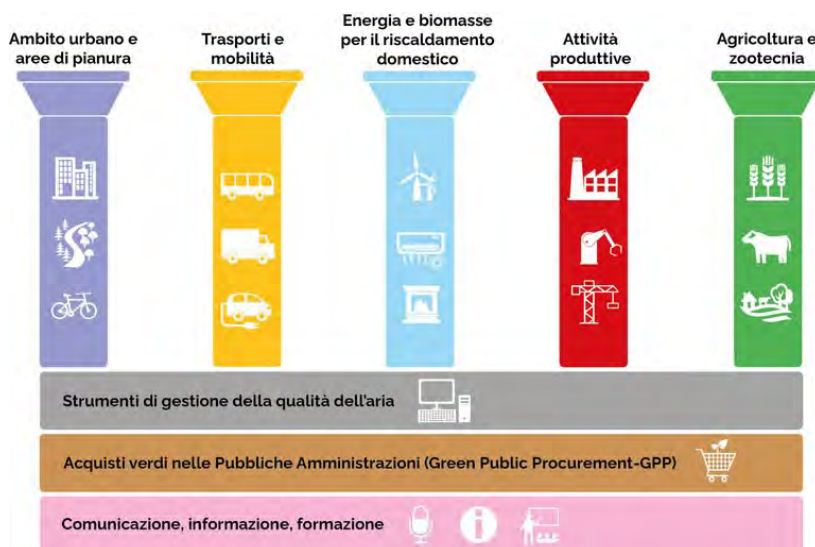 Ambito urbano e
aree di pianura
Trasporti e
mobilità
Energia e biomasse
per il riscaldamento
domestico
Attività
produttive
Agricoltura e
zootecnia
Strumenti di gestione della qualità dell'aria
Acquisti verdi nelle Pubbliche Amministrazioni (Green Public Procurement-GPP)
Comunicazione, informazione, formazione